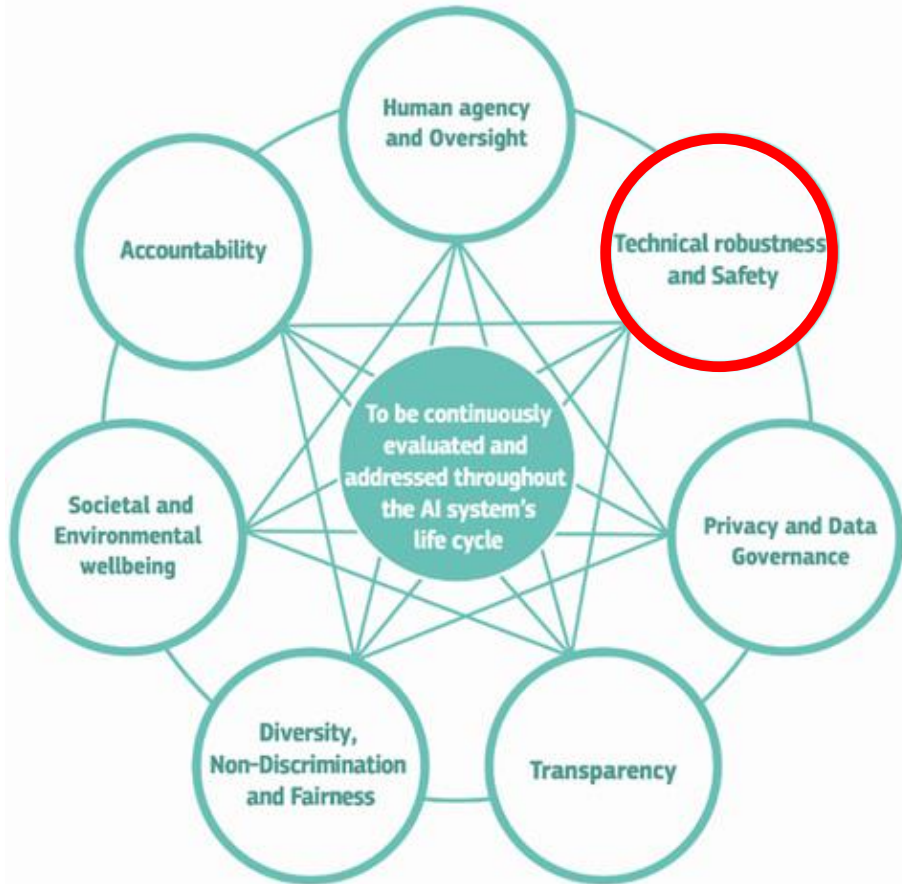 Human agency
and Oversight
Technical robustness
and Safety
Privacy and Data
Governance
Transparency
Diversity,
Non-Discrimination
and Fairness
Societal and
Environmental
wellbeing
Accountability
To be continuously
evaluated and
addressed throughout
the AI system's
life cycle